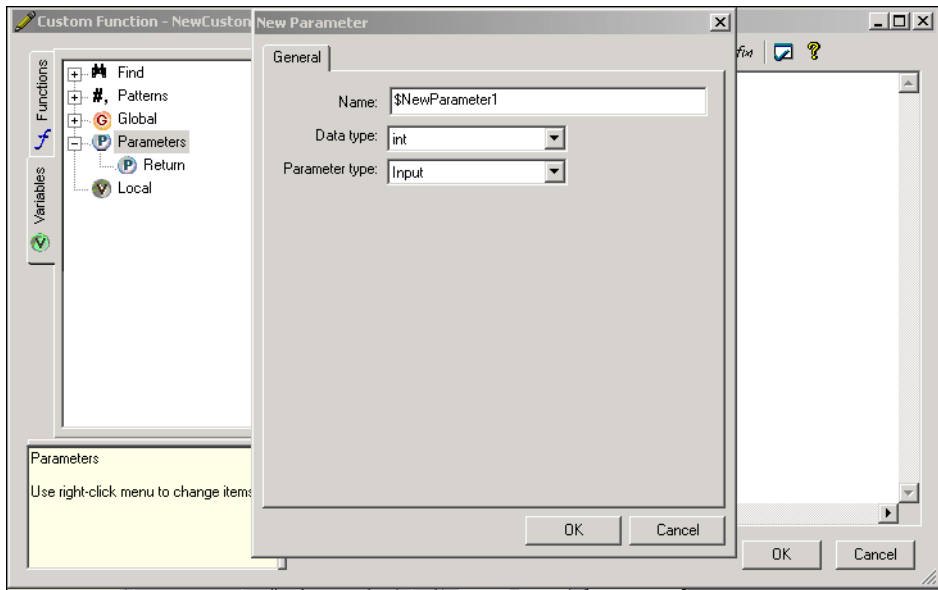 Custom Function - NewCuston
New Parameter
General
Name: $NewParameter1
Data type: int
Parameter type: Input
OK Cancel
Functions
Variables
Find
Patterns
Global
Parameters
Return
Local
Parameters
Use right-click menu to change items
OK Cancel